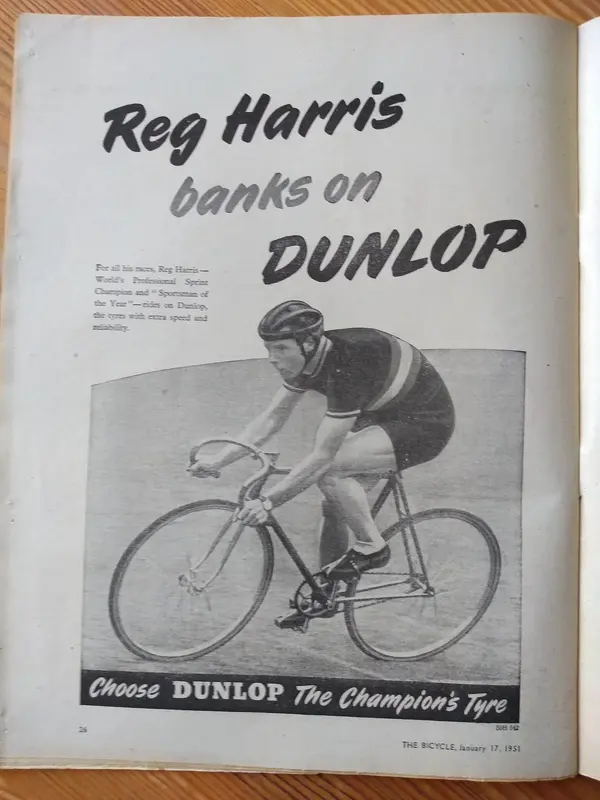 Reg Harris
banks on
DUNLOP
For all his races, Reg Harris—
World's Professional Sprint
Champion and "Sportsman of
the Year"—rides on Dunlop,
the tyres with extra speed and
reliability.
Choose DUNLOP The Champion's Tyre
26
THE BICYCLE, January 17, 1951